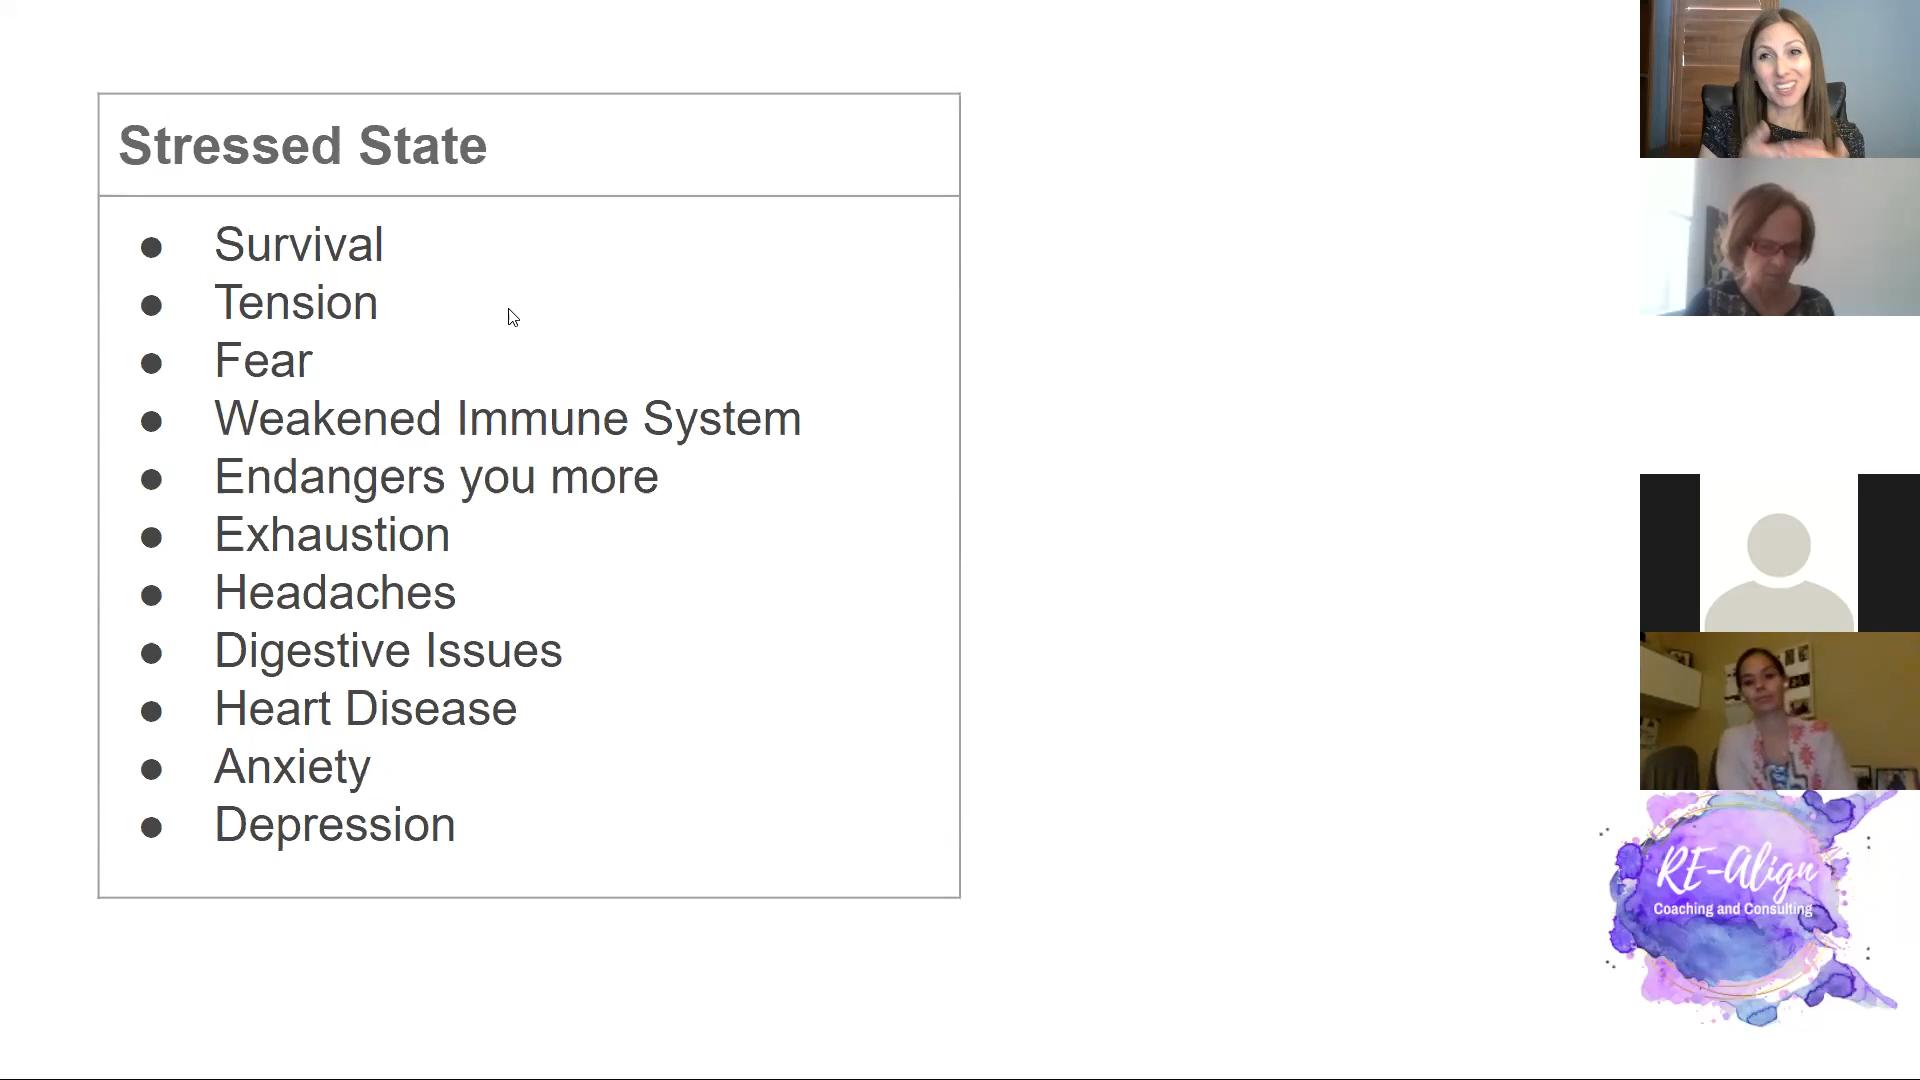 Stressed State
● Survival
● Tension
● Fear
● Weakened Immune System
● Endangers you more
● Exhaustion
● Headaches
● Digestive Issues
● Heart Disease
● Anxiety
● Depression
RE-Align
Coaching and Consulting